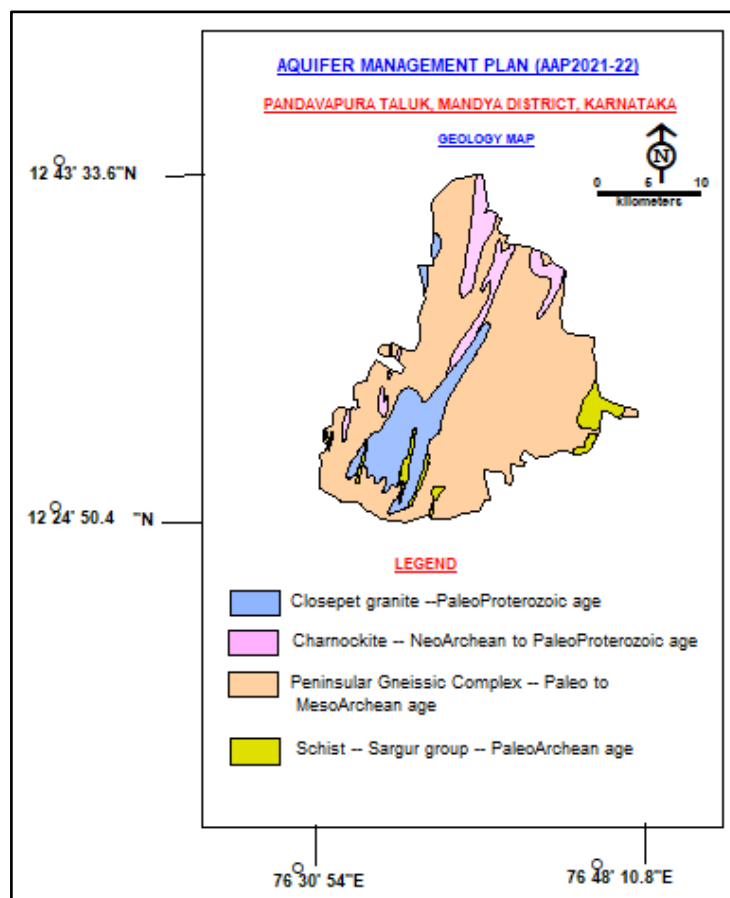 AQUIFER MANAGEMENT PLAN (AAP2021-22)
PANDAVAPURA TALUK, MANDYA DISTRICT, KARNATAKA
GEOLOGY MAP
N
0 5 10
kilometers
12° 43' 33.6"N
12° 24' 50.4 "N
LEGEND
Closepet granite --PaleoProterozoic age
Charnockite -- NeoArchean to PaleoProterozoic age
Peninsular Gneissic Complex -- Paleo to
MesoArchean age
Schist -- Sargur group -- PaleoArchean age
76° 30' 54"E
76° 48' 10.8"E